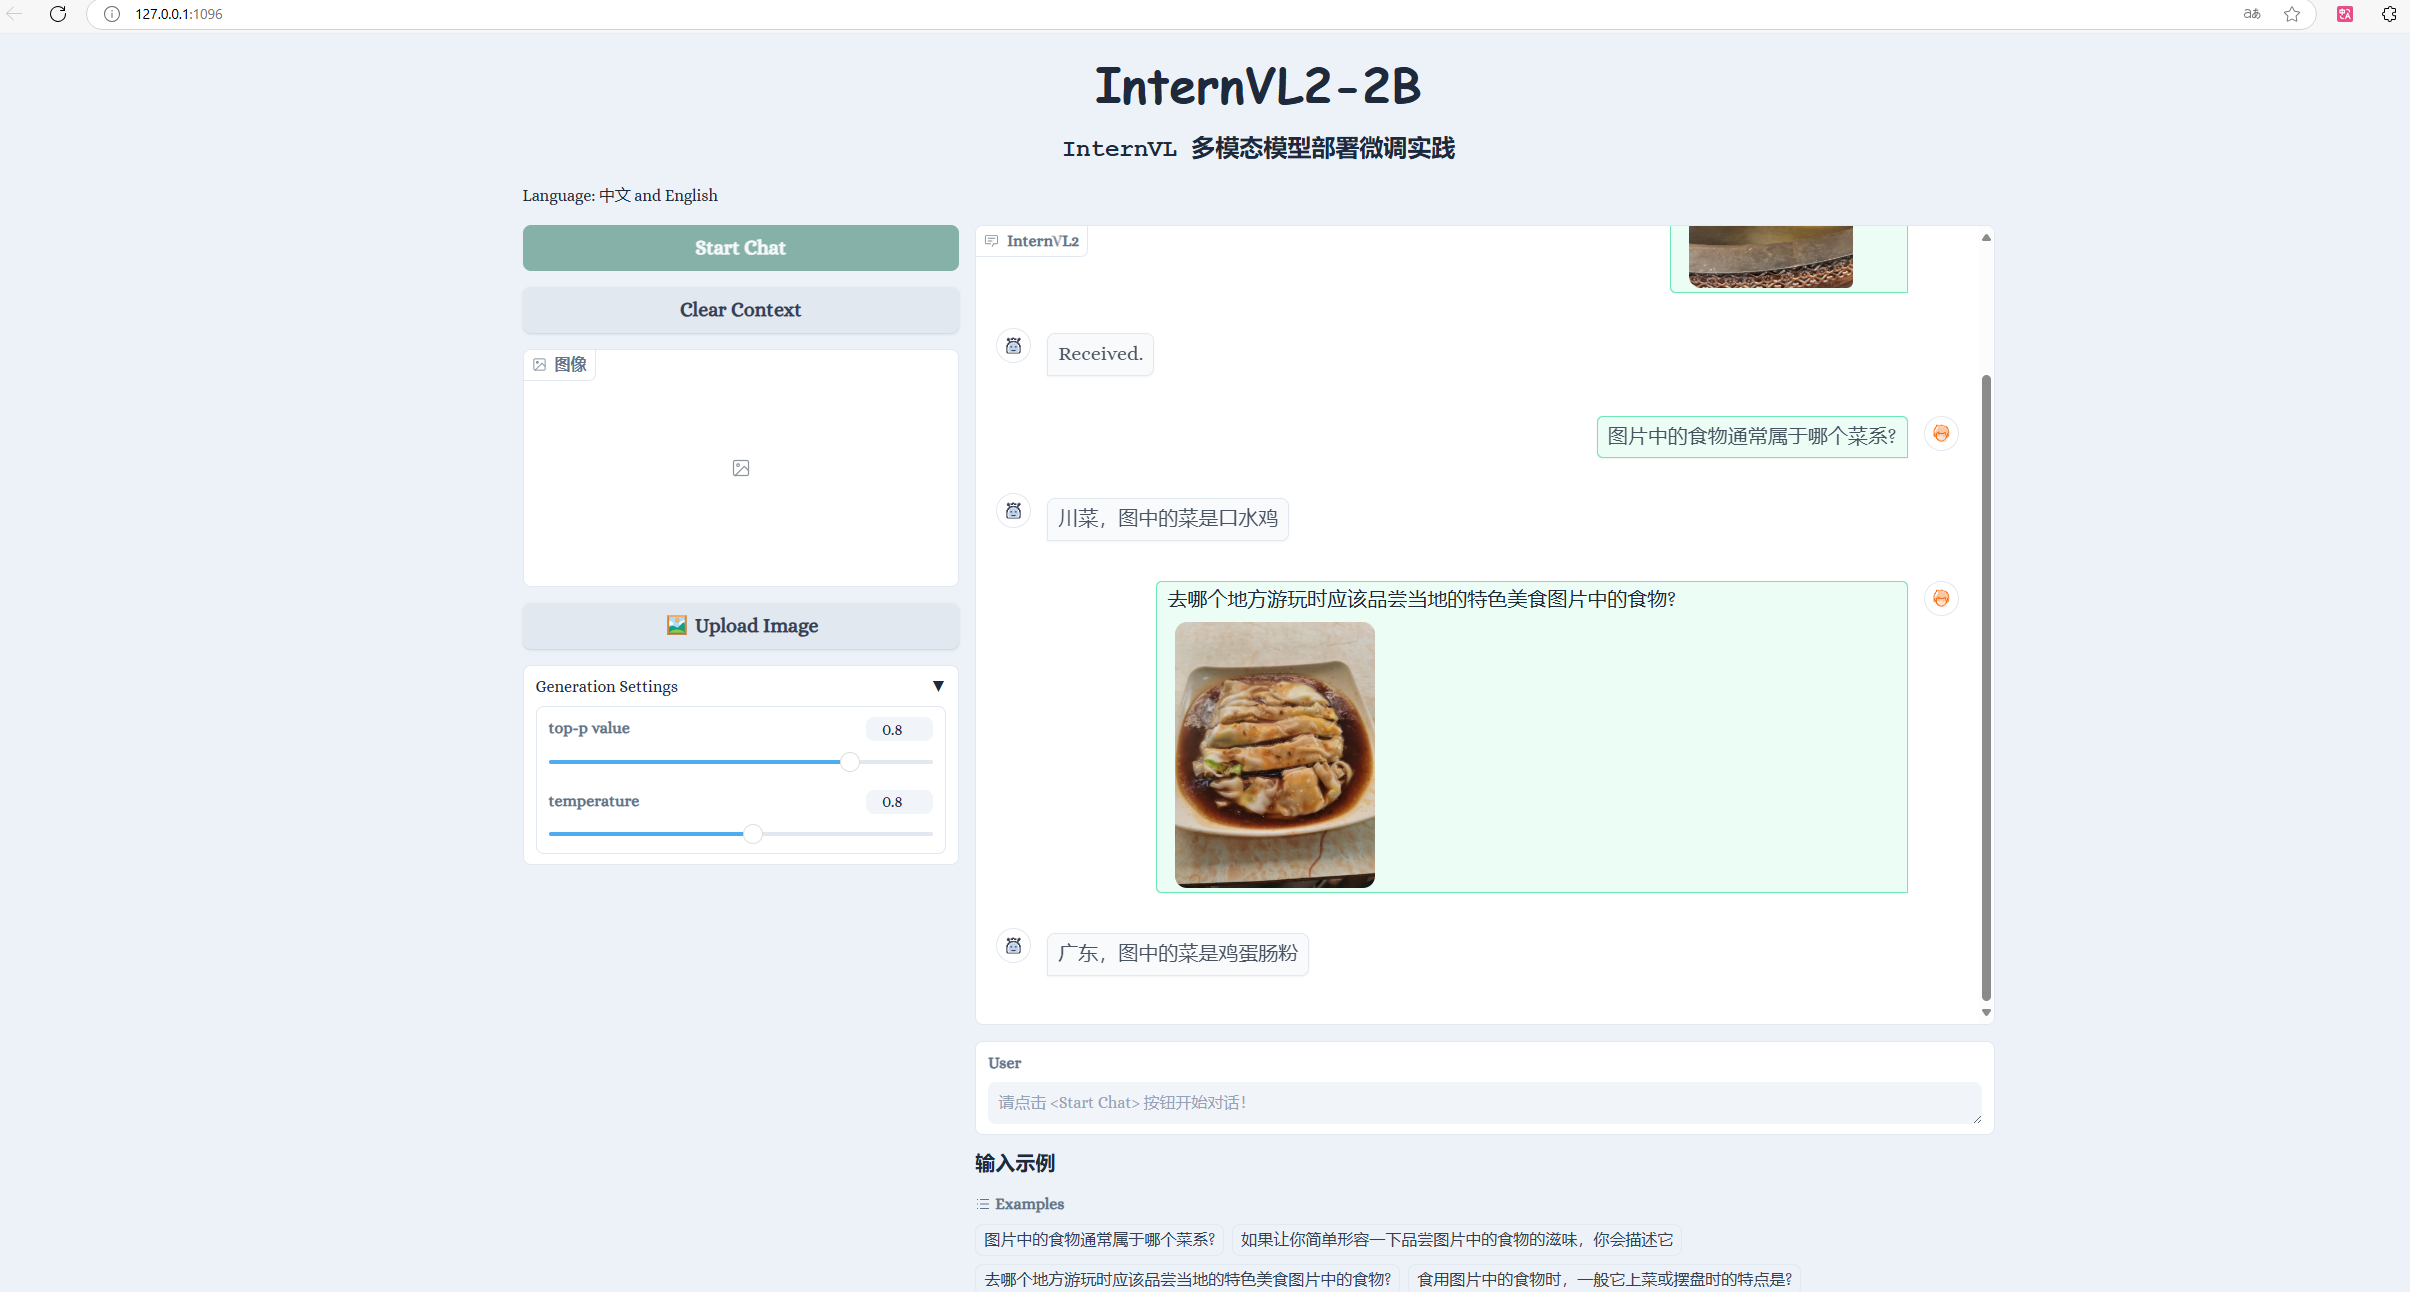 127.0.0.1:1096
InternVL2-2B
InternVL 多模态模型部署微调实践
Language: 中文 and English
Start Chat
Clear Context
图像
Upload Image
Generation Settings ▼
top-p value 0.8
temperature 0.8
InternVL2
Received.
图片中的食物通常属于哪个菜系?
川菜，图中的菜是口水鸡
去哪个地方游玩时应该品尝当地的特色美食图片中的食物?
广东，图中的菜是鸡蛋肠粉
User
请点击 <Start Chat> 按钮开始对话！
输入示例
Examples
图片中的食物通常属于哪个菜系? 如果让你简单形容一下品尝图片中的食物的滋味，你会描述它
去哪个地方游玩时应该品尝当地的特色美食图片中的食物? 食用图片中的食物时，一般它上菜或摆盘时的特点是?